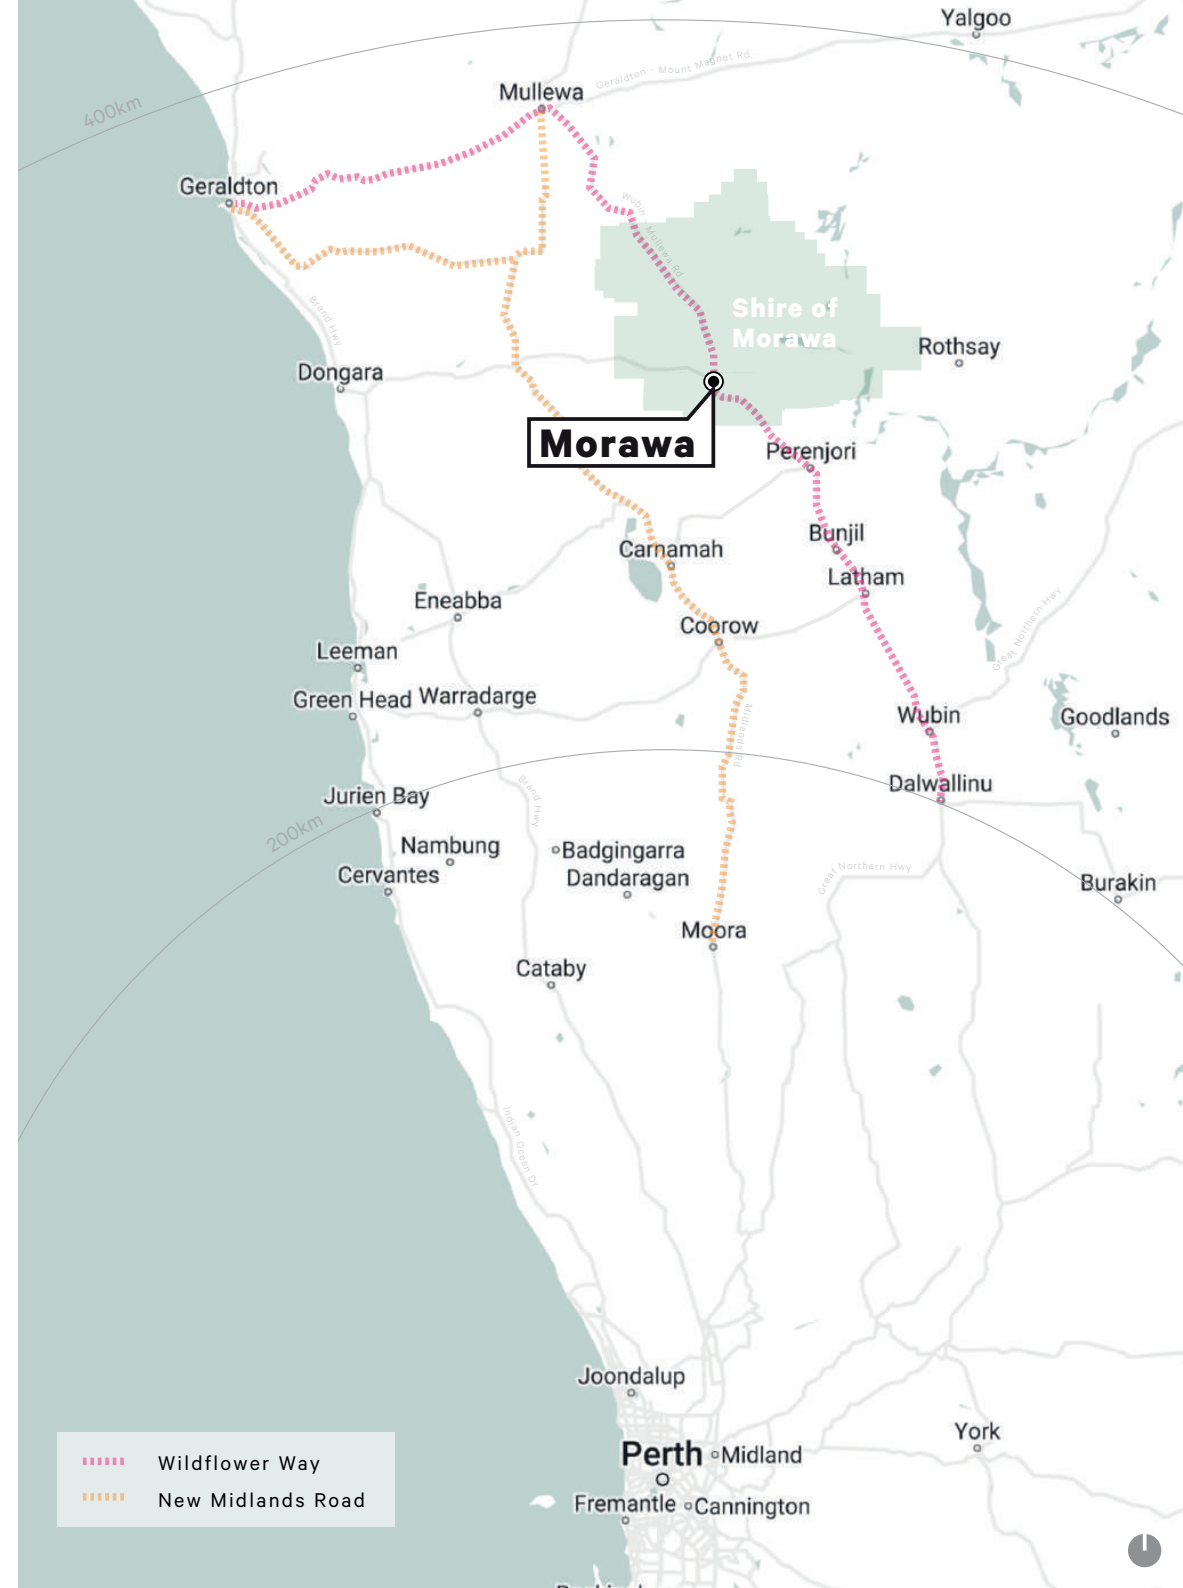 Yalgoo
Geraldton - Mount Magnet Rd
Mullewa
400km
Geraldton
Wubin - Mullewa Rd
Shire of
Morawa
Brand Hwy
Rothsay
Dongara
Morawa
Perenjori
Bunjil
Carnamah
Latham
Eneabba
Great Northern Hwy
Coorow
Leeman
Green Head
Warradarge
Midlands Rd
Wubin
Goodlands
Dalwallinu
Jurien Bay
Brand Hwy
200km
Nambung
Badgingarra
Cervantes
Dandaragan
Great Northern Hwy
Burakin
Moora
Cataby
Indian Ocean Dr
Joondalup
York
Perth
Midland
Fremantle
Cannington
Wildflower Way
New Midlands Road